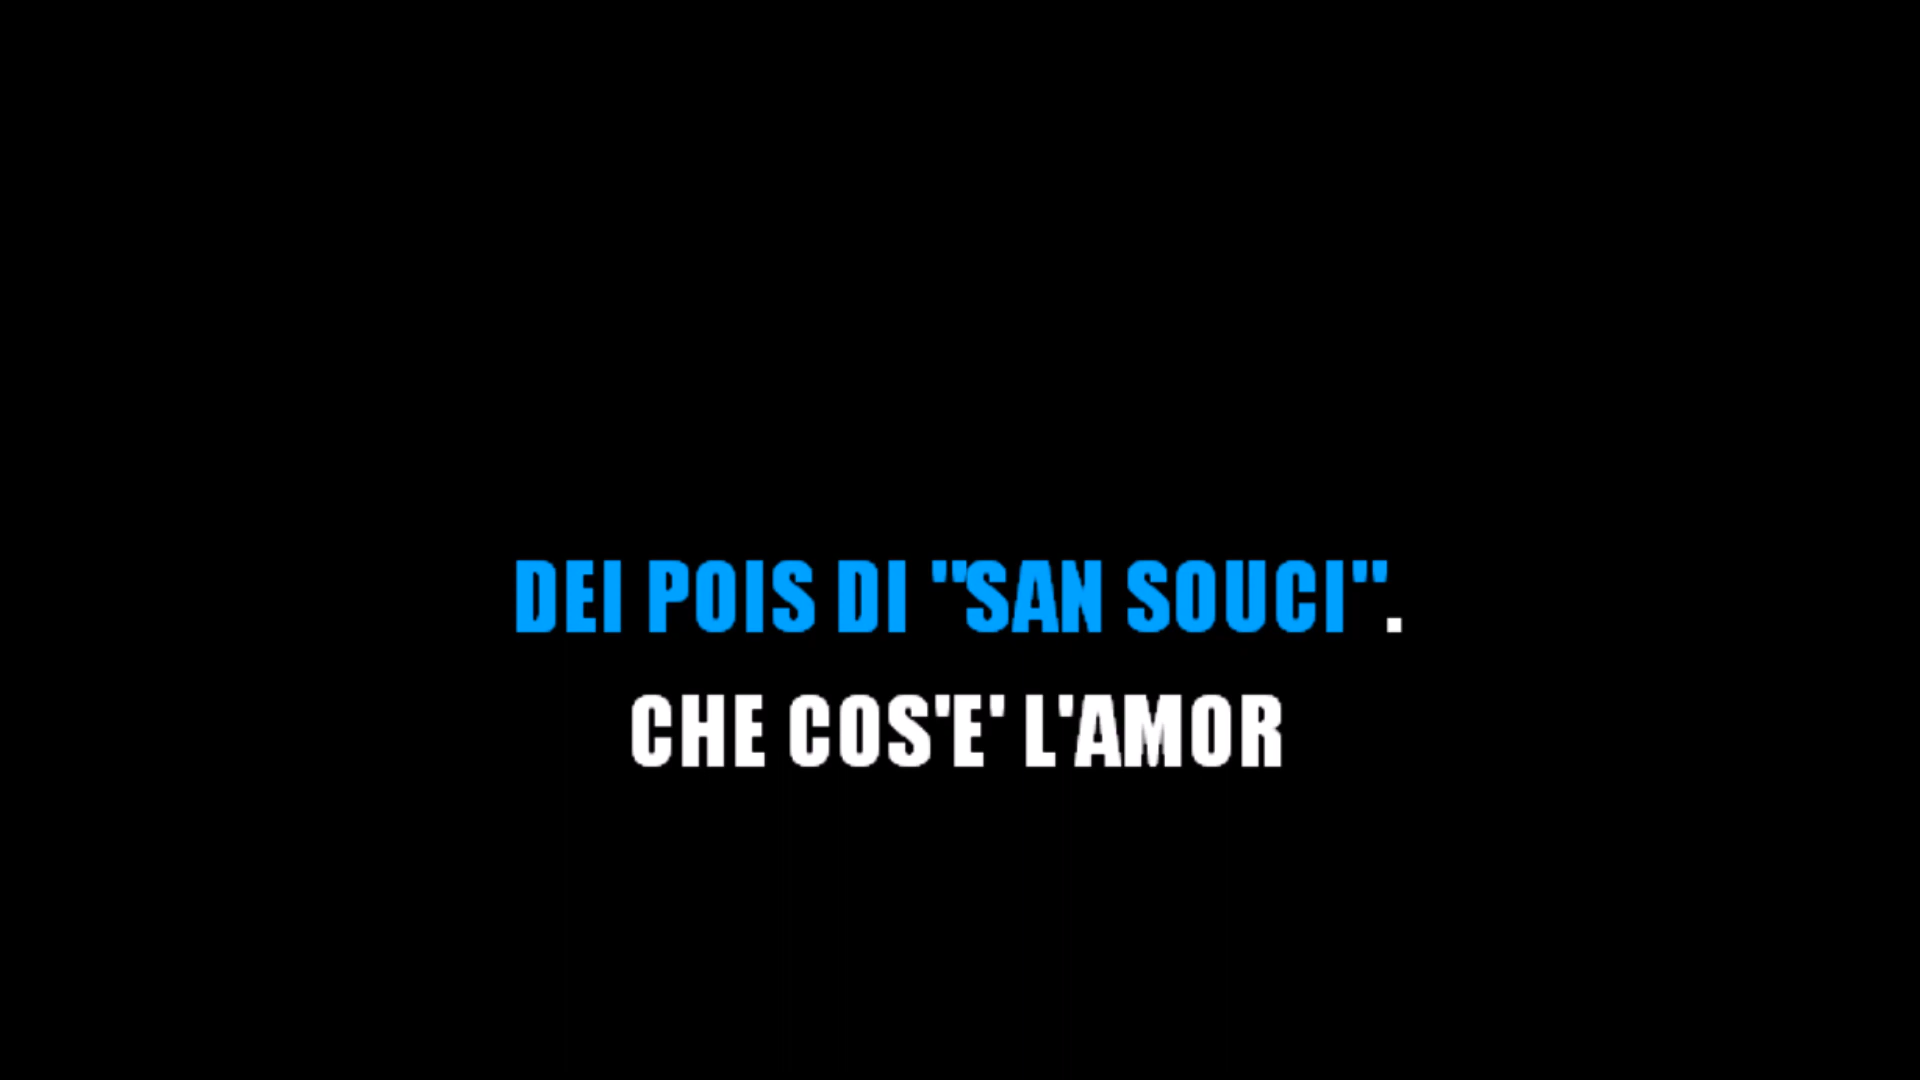 DEI POIS DI "SAN SOUCI".
CHE COS'E' L'AMOR